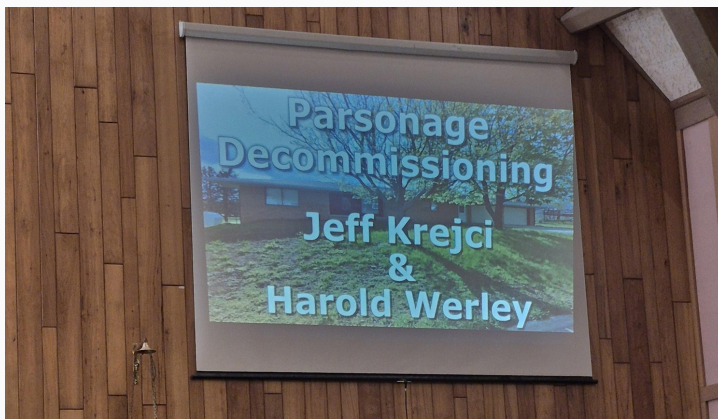 Parsonage
Decommissioning
Jeff Krejci
&
Harold Werley